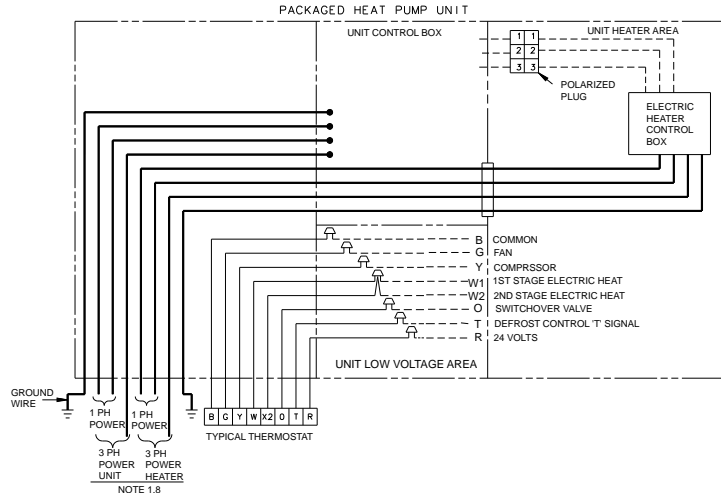 PACKAGED HEAT PUMP UNIT
UNIT CONTROL BOX
UNIT HEATER AREA
1 1
2 2
3 3
POLARIZED
PLUG
ELECTRIC
HEATER
CONTROL
BOX
B COMMON
G FAN
Y COMPRSSOR
W1 1ST STAGE ELECTRIC HEAT
W2 2ND STAGE ELECTRIC HEAT
O SWITCHOVER VALVE
T DEFROST CONTROL 'T' SIGNAL
R 24 VOLTS
UNIT LOW VOLTAGE AREA
GROUND
WIRE
1 PH
POWER
1 PH
POWER
B G Y W X2 O T R
TYPICAL THERMOSTAT
3 PH
POWER
UNIT
3 PH
POWER
HEATER
NOTE 1,8